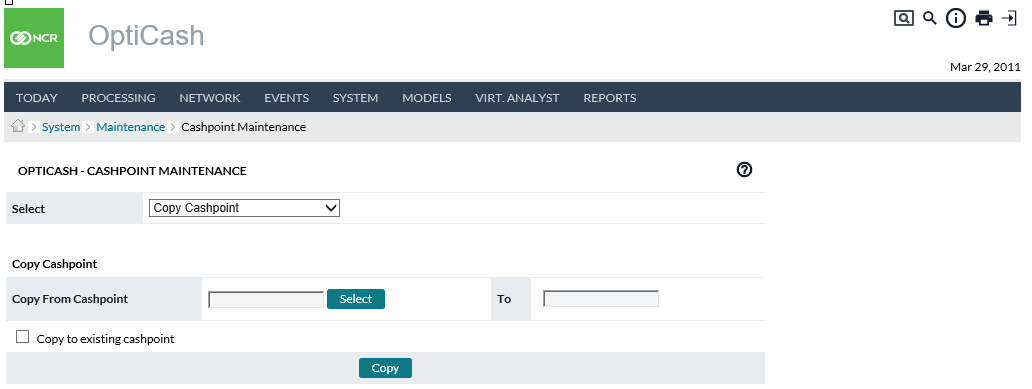 NCR OptiCash
Mar 29, 2011
TODAY PROCESSING NETWORK EVENTS SYSTEM MODELS VIRT. ANALYST REPORTS
System Maintenance Cashpoint Maintenance
OPTICASH - CASHPOINT MAINTENANCE
Select Copy Cashpoint
Copy Cashpoint
Copy From Cashpoint Select To
Copy to existing cashpoint
Copy